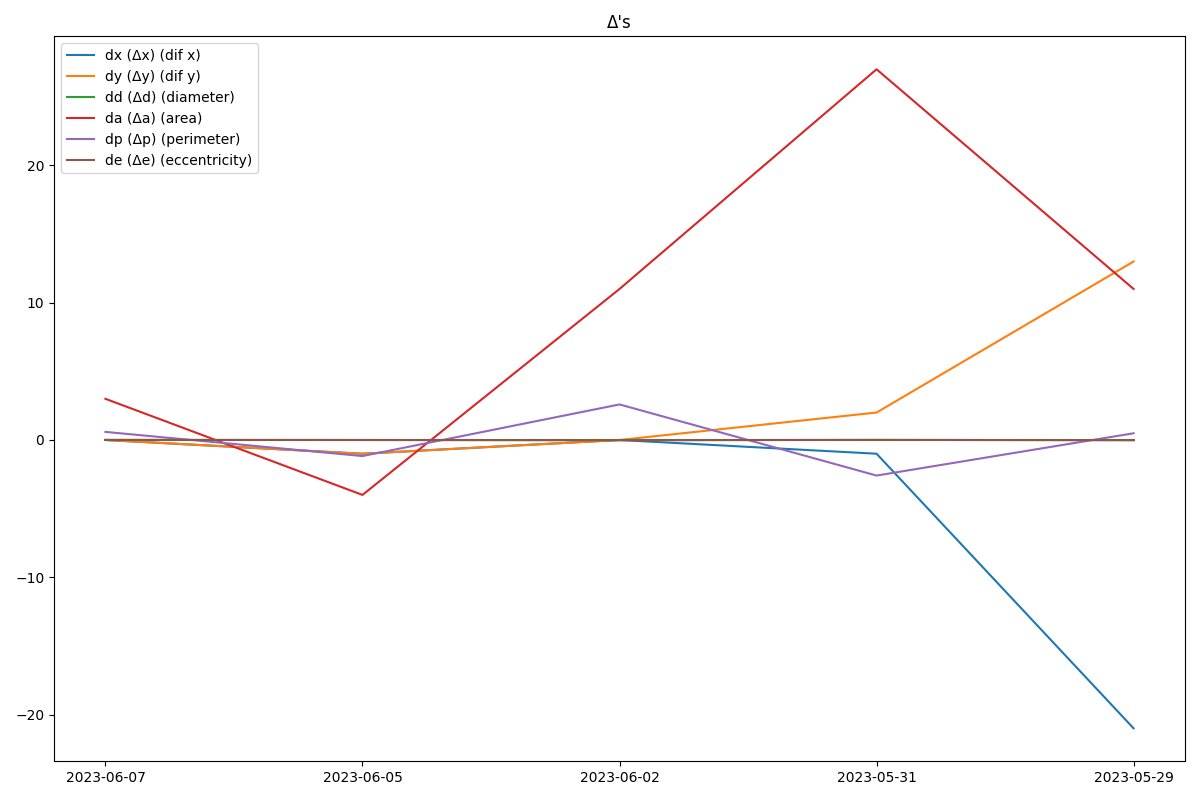 Δ's
dx (Δx) (dif x)
dy (Δy) (dif y)
dd (Δd) (diameter)
da (Δa) (area)
dp (Δp) (perimeter)
de (Δe) (eccentricity)
20
10
0
−10
−20
2023-06-07 2023-06-05 2023-06-02 2023-05-31 2023-05-29